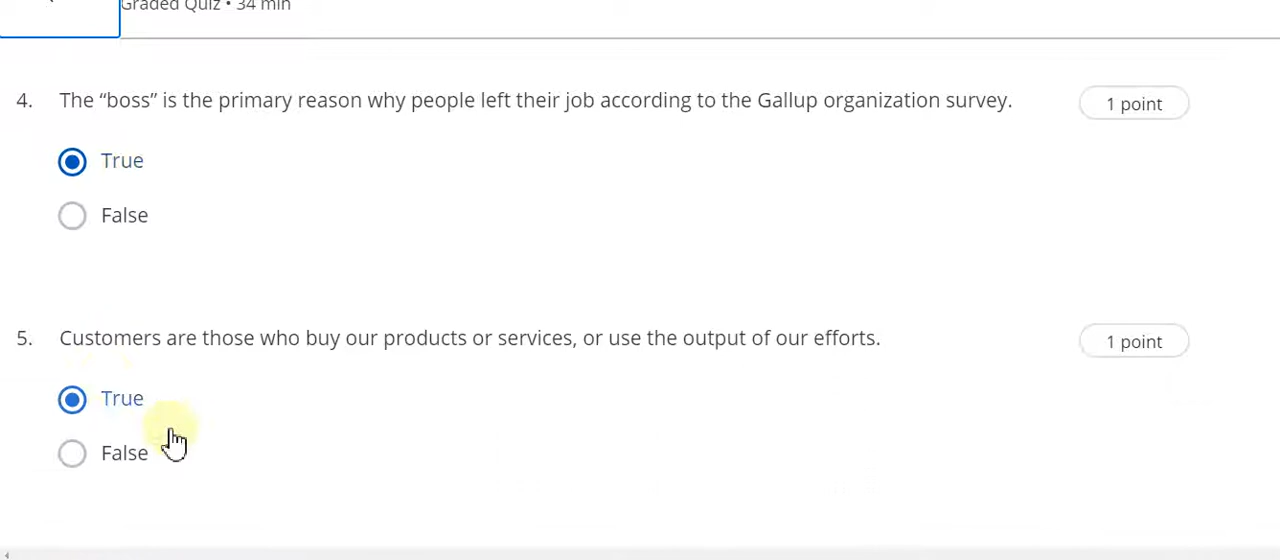 Graded Quiz • 34 min
4. The “boss” is the primary reason why people left their job according to the Gallup organization survey. 1 point
True
False
5. Customers are those who buy our products or services, or use the output of our efforts. 1 point
True
False